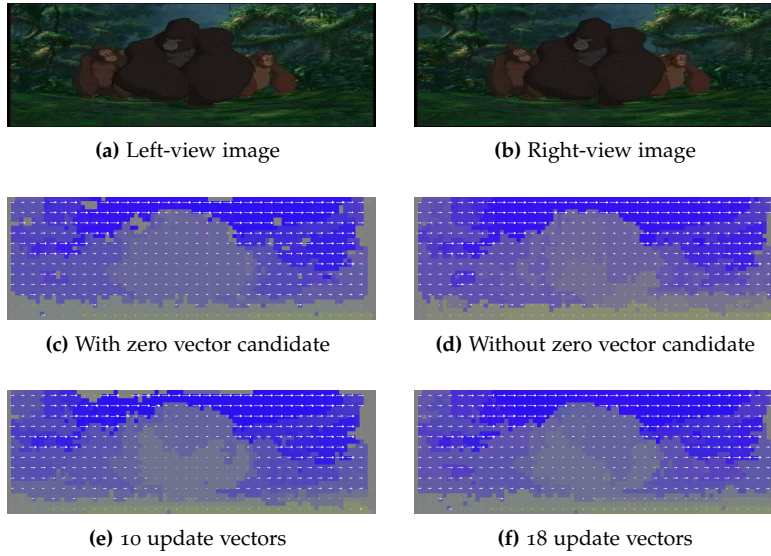 (a) Left-view image
(b) Right-view image
(c) With zero vector candidate
(d) Without zero vector candidate
(e) 10 update vectors
(f) 18 update vectors